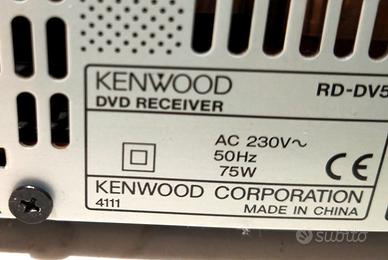 KENWOOD RD-DV5
DVD RECEIVER
AC 230V~
50Hz
75W
CE
KENWOOD CORPORATION
4111 MADE IN CHINA
subito